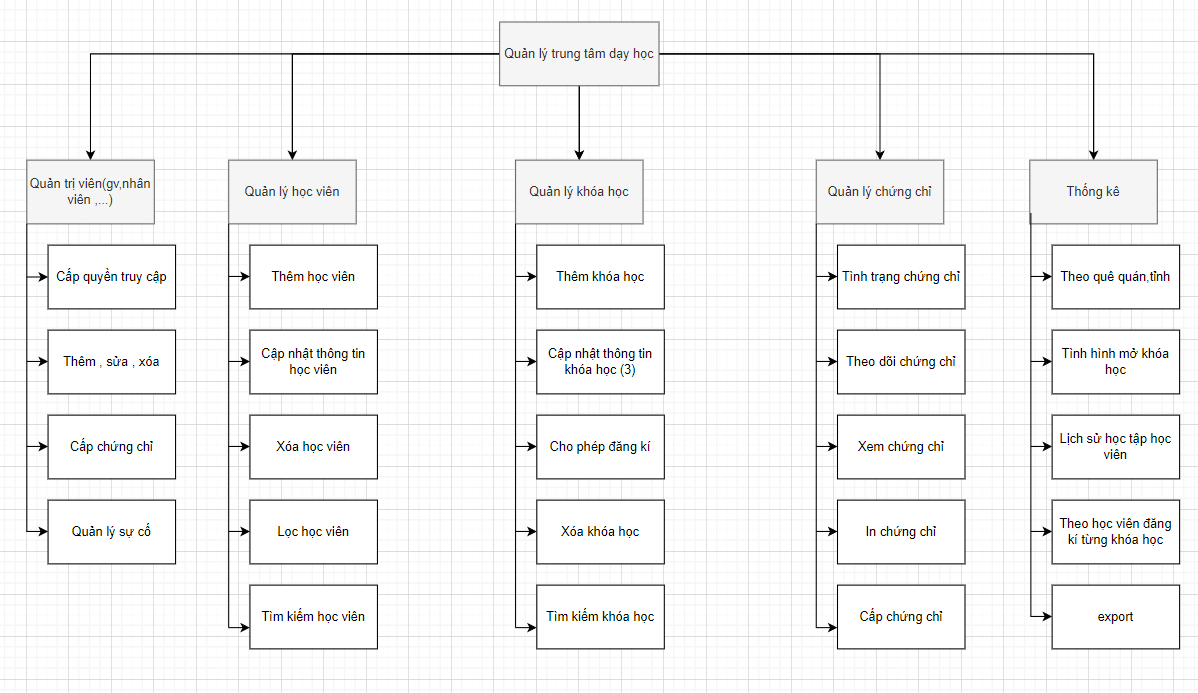 Quản lý trung tâm dạy học
Quản trị viên(gv,nhân
viên ,...)
Quản lý học viên
Quản lý khóa học
Quản lý chứng chỉ
Thống kê
Cấp quyền truy cập
Thêm học viên
Thêm khóa học
Tình trạng chứng chỉ
Theo quê quán,tỉnh
Thêm , sửa , xóa
Cập nhật thông tin
học viên
Cập nhật thông tin
khóa học (3)
Theo dõi chứng chỉ
Tình hình mở khóa
học
Cấp chứng chỉ
Xóa học viên
Cho phép đăng kí
Xem chứng chỉ
Lịch sử học tập học
viên
Quản lý sự cố
Lọc học viên
Xóa khóa học
In chứng chỉ
Theo học viên đăng
kí từng khóa học
Tìm kiếm học viên
Tìm kiếm khóa học
Cấp chứng chỉ
export